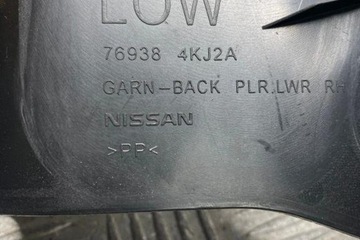 LOW
76938 4KJ2A
GARN-BACK PLR.LWR RH
NISSAN
>PP<